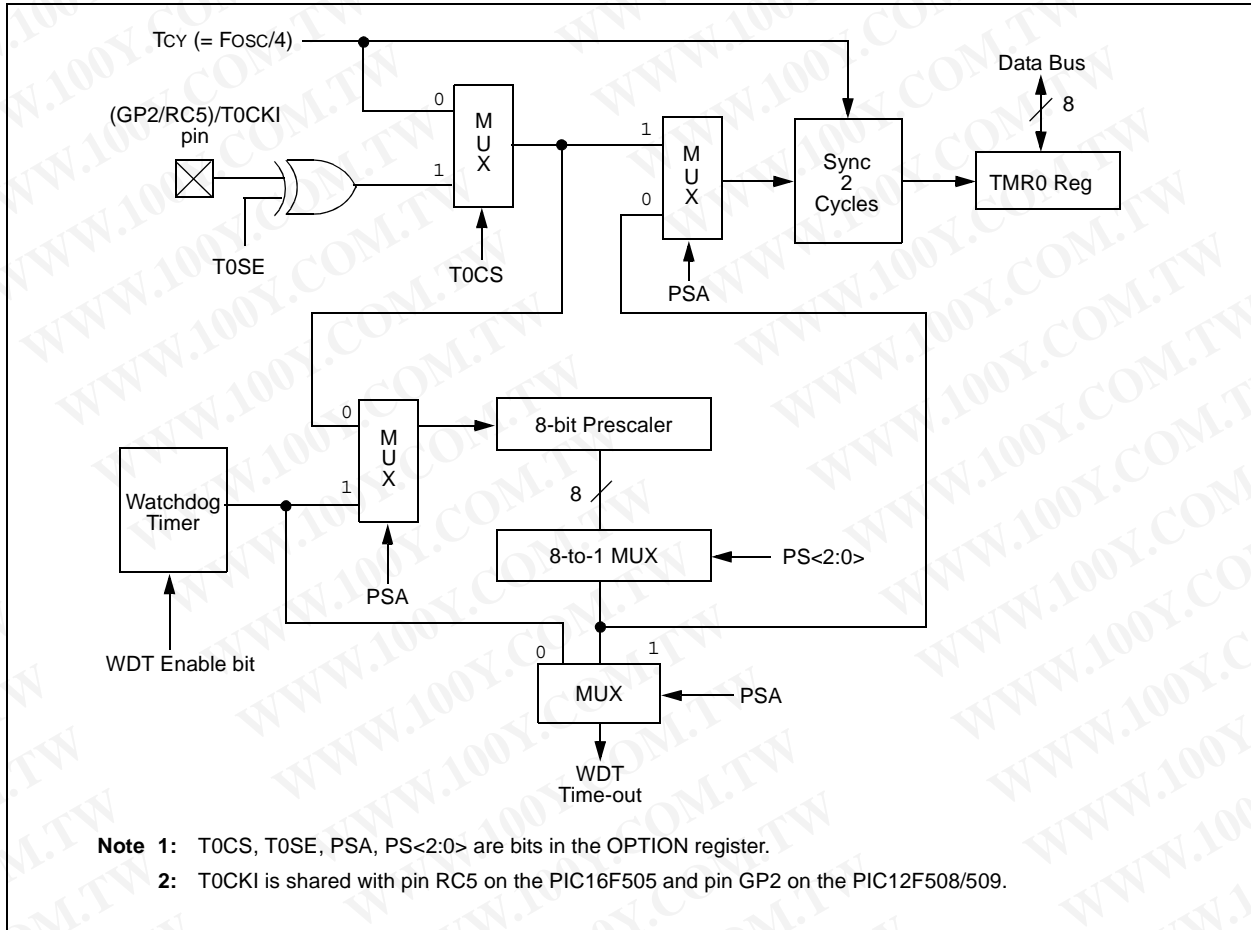 TCY (= FOSC/4)
Data Bus
8
(GP2/RC5)/T0CKI
pin
0
1
M
U
X
T0SE
T0CS
1
0
M
U
X
PSA
Sync
2
Cycles
TMR0 Reg
0
1
M
U
X
PSA
8-bit Prescaler
8
8-to-1 MUX
PS<2:0>
Watchdog
Timer
WDT Enable bit
0
1
MUX
PSA
WDT
Time-out
Note 1: T0CS, T0SE, PSA, PS<2:0> are bits in the OPTION register.
2: T0CKI is shared with pin RC5 on the PIC16F505 and pin GP2 on the PIC12F508/509.
WWW.100Y.COM.TW